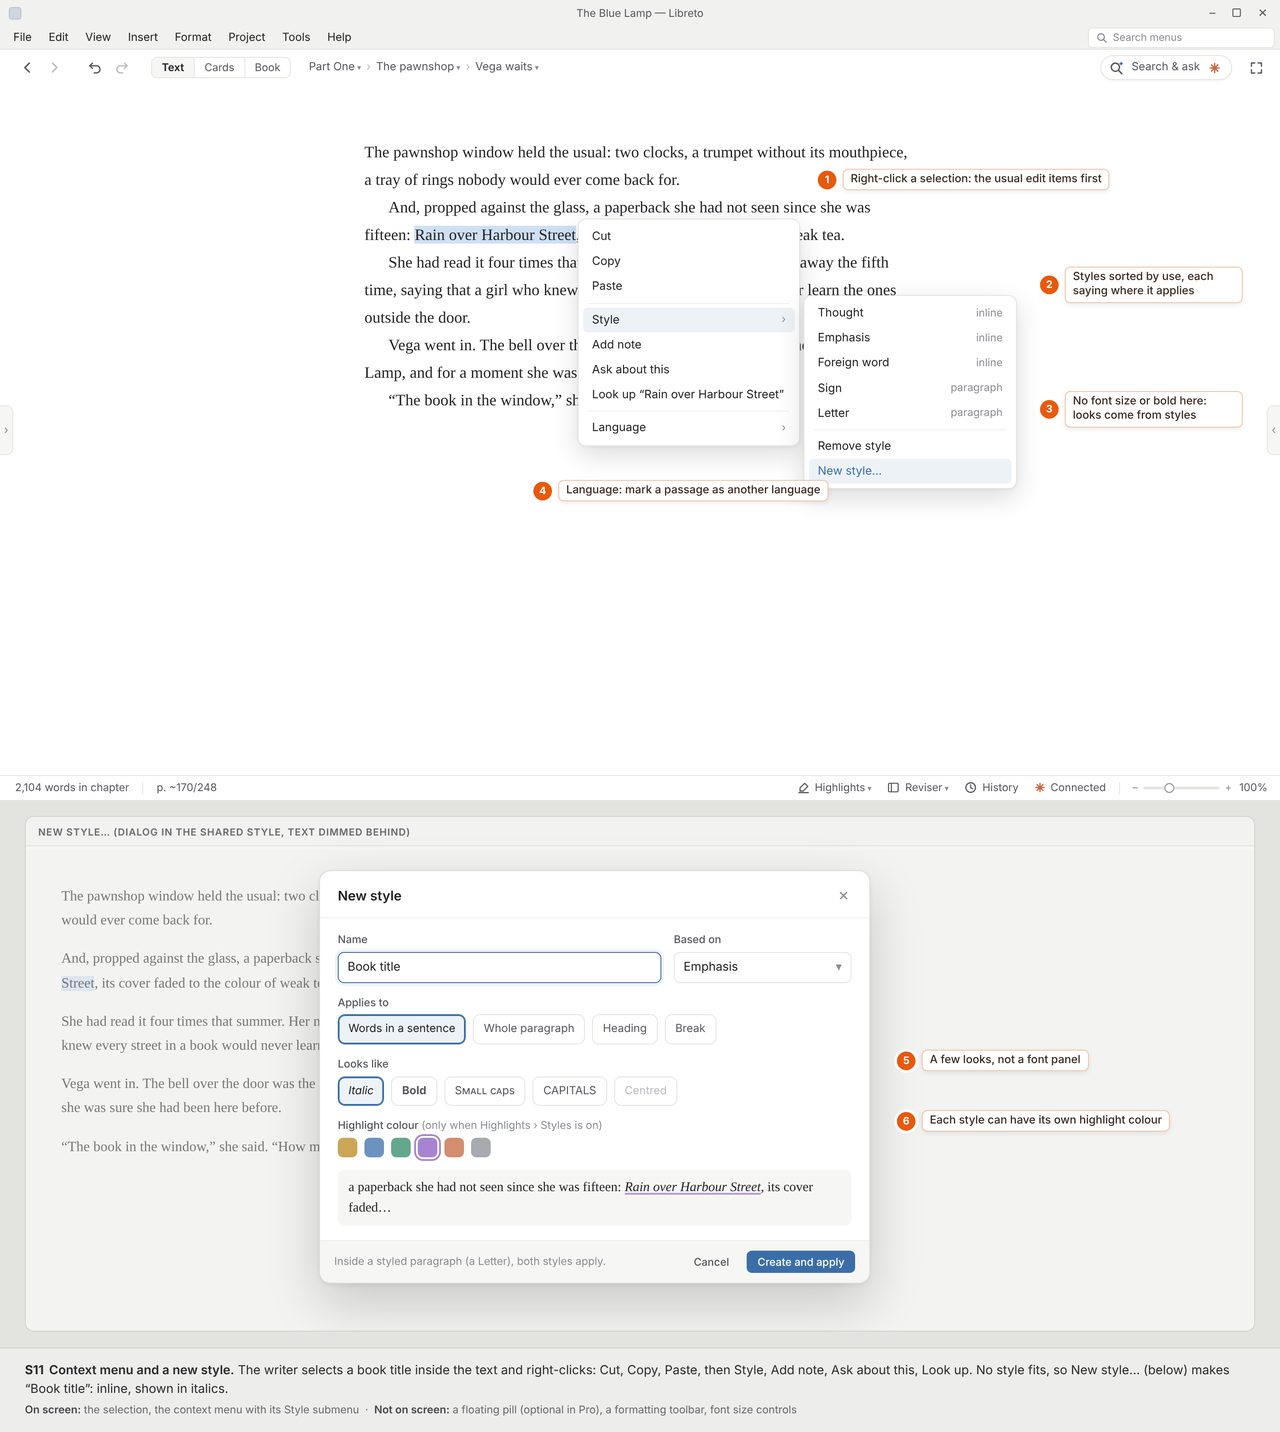 The Blue Lamp — Libreto
File Edit View Insert Format Project Tools Help
Search menus
Text Cards Book
Part One › The pawnshop › Vega waits
Search & ask
The pawnshop window held the usual: two clocks, a trumpet without its mouthpiece,
a tray of rings nobody would ever come back for.
1 Right-click a selection: the usual edit items first
And, propped against the glass, a paperback she had not seen since she was
fifteen: Rain over Harbour Street, eak tea.
She had read it four times tha away the fifth
time, saying that a girl who knew r learn the ones
outside the door.
Vega went in. The bell over th
Lamp, and for a moment she was
“The book in the window,” sh
Cut
Copy
Paste
Style ›
Add note
Ask about this
Look up “Rain over Harbour Street”
Language ›
Thought inline
Emphasis inline
Foreign word inline
Sign paragraph
Letter paragraph
Remove style
New style…
2 Styles sorted by use, each
saying where it applies
3 No font size or bold here:
looks come from styles
4 Language: mark a passage as another language
2,104 words in chapter
p. ~170/248
Highlights
Reviser
History
Connected
− + 100%
NEW STYLE… (DIALOG IN THE SHARED STYLE, TEXT DIMMED BEHIND)
The pawnshop window held the usual: two cl
would ever come back for.
And, propped against the glass, a paperback s
Street, its cover faded to the colour of weak te
She had read it four times that summer. Her n
knew every street in a book would never learn
Vega went in. The bell over the door was the
she was sure she had been here before.
“The book in the window,” she said. “How m
New style
Name
Book title
Based on
Emphasis
Applies to
Words in a sentence Whole paragraph Heading Break
Looks like
Italic Bold Small caps CAPITALS Centred
Highlight colour (only when Highlights › Styles is on)
a paperback she had not seen since she was fifteen: Rain over Harbour Street, its cover
faded…
Inside a styled paragraph (a Letter), both styles apply.
Cancel
Create and apply
5 A few looks, not a font panel
6 Each style can have its own highlight colour
S11 Context menu and a new style. The writer selects a book title inside the text and right-clicks: Cut, Copy, Paste, then Style, Add note, Ask about this, Look up. No style fits, so New style… (below) makes
“Book title”: inline, shown in italics.
On screen: the selection, the context menu with its Style submenu · Not on screen: a floating pill (optional in Pro), a formatting toolbar, font size controls